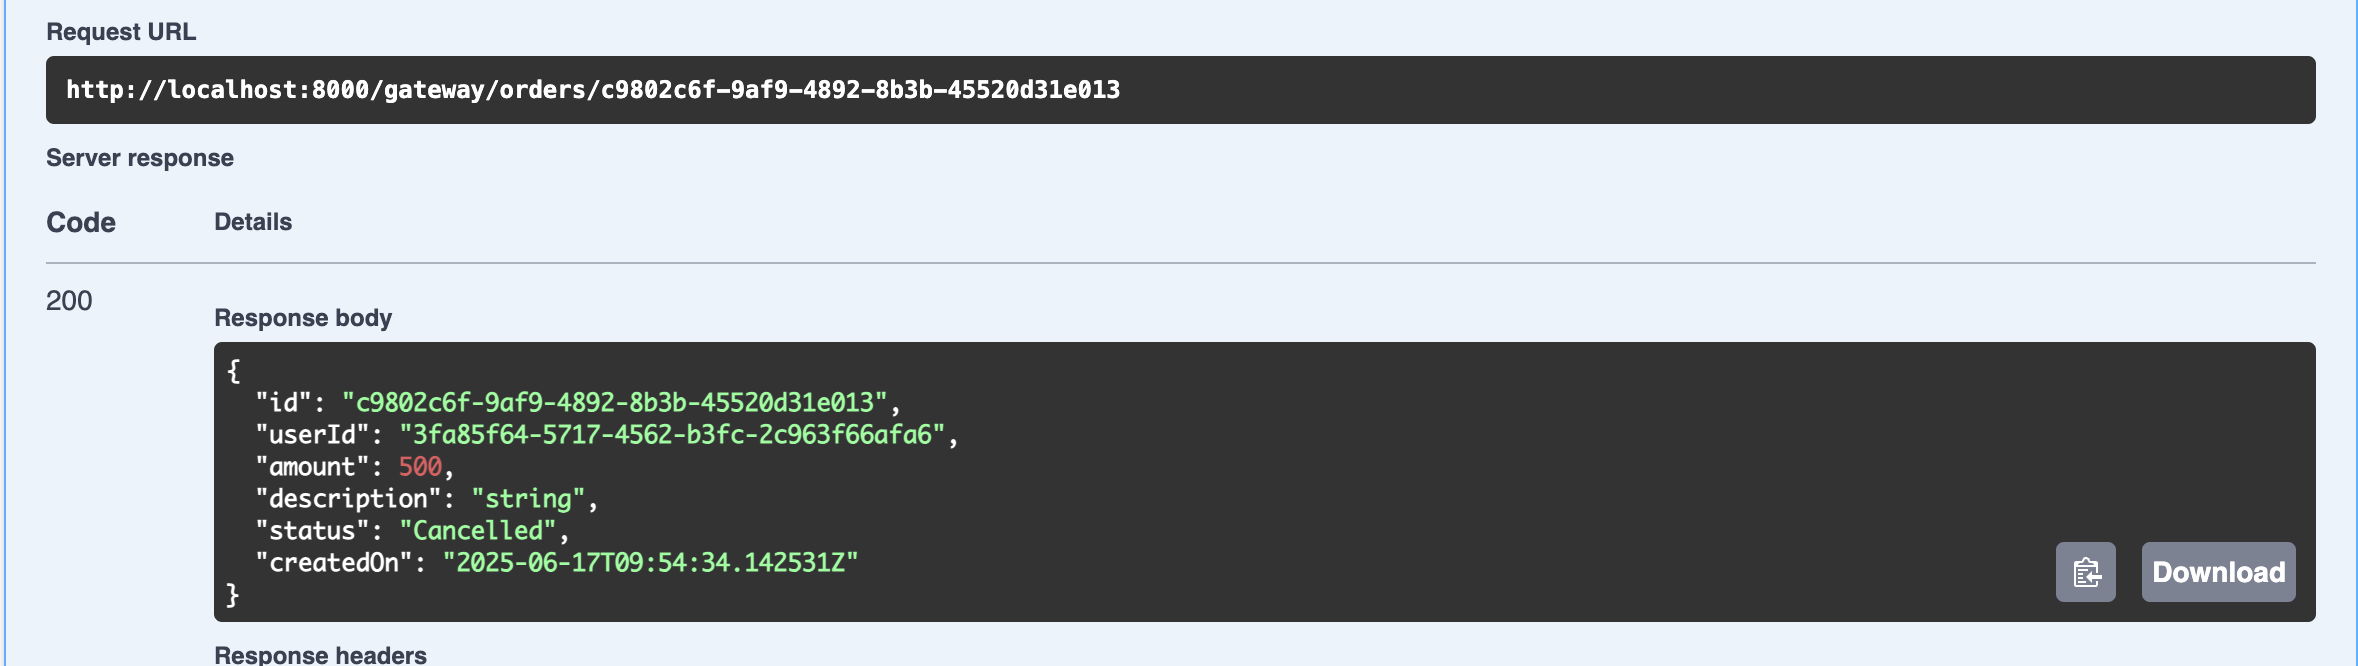 Request URL
http://localhost:8000/gateway/orders/c9802c6f-9af9-4892-8b3b-45520d31e013
Server response
Code Details
200
Response body
{
  "id": "c9802c6f-9af9-4892-8b3b-45520d31e013",
  "userId": "3fa85f64-5717-4562-b3fc-2c963f66afa6",
  "amount": 500,
  "description": "string",
  "status": "Cancelled",
  "createdOn": "2025-06-17T09:54:34.142531Z"
}
Download
Response headers